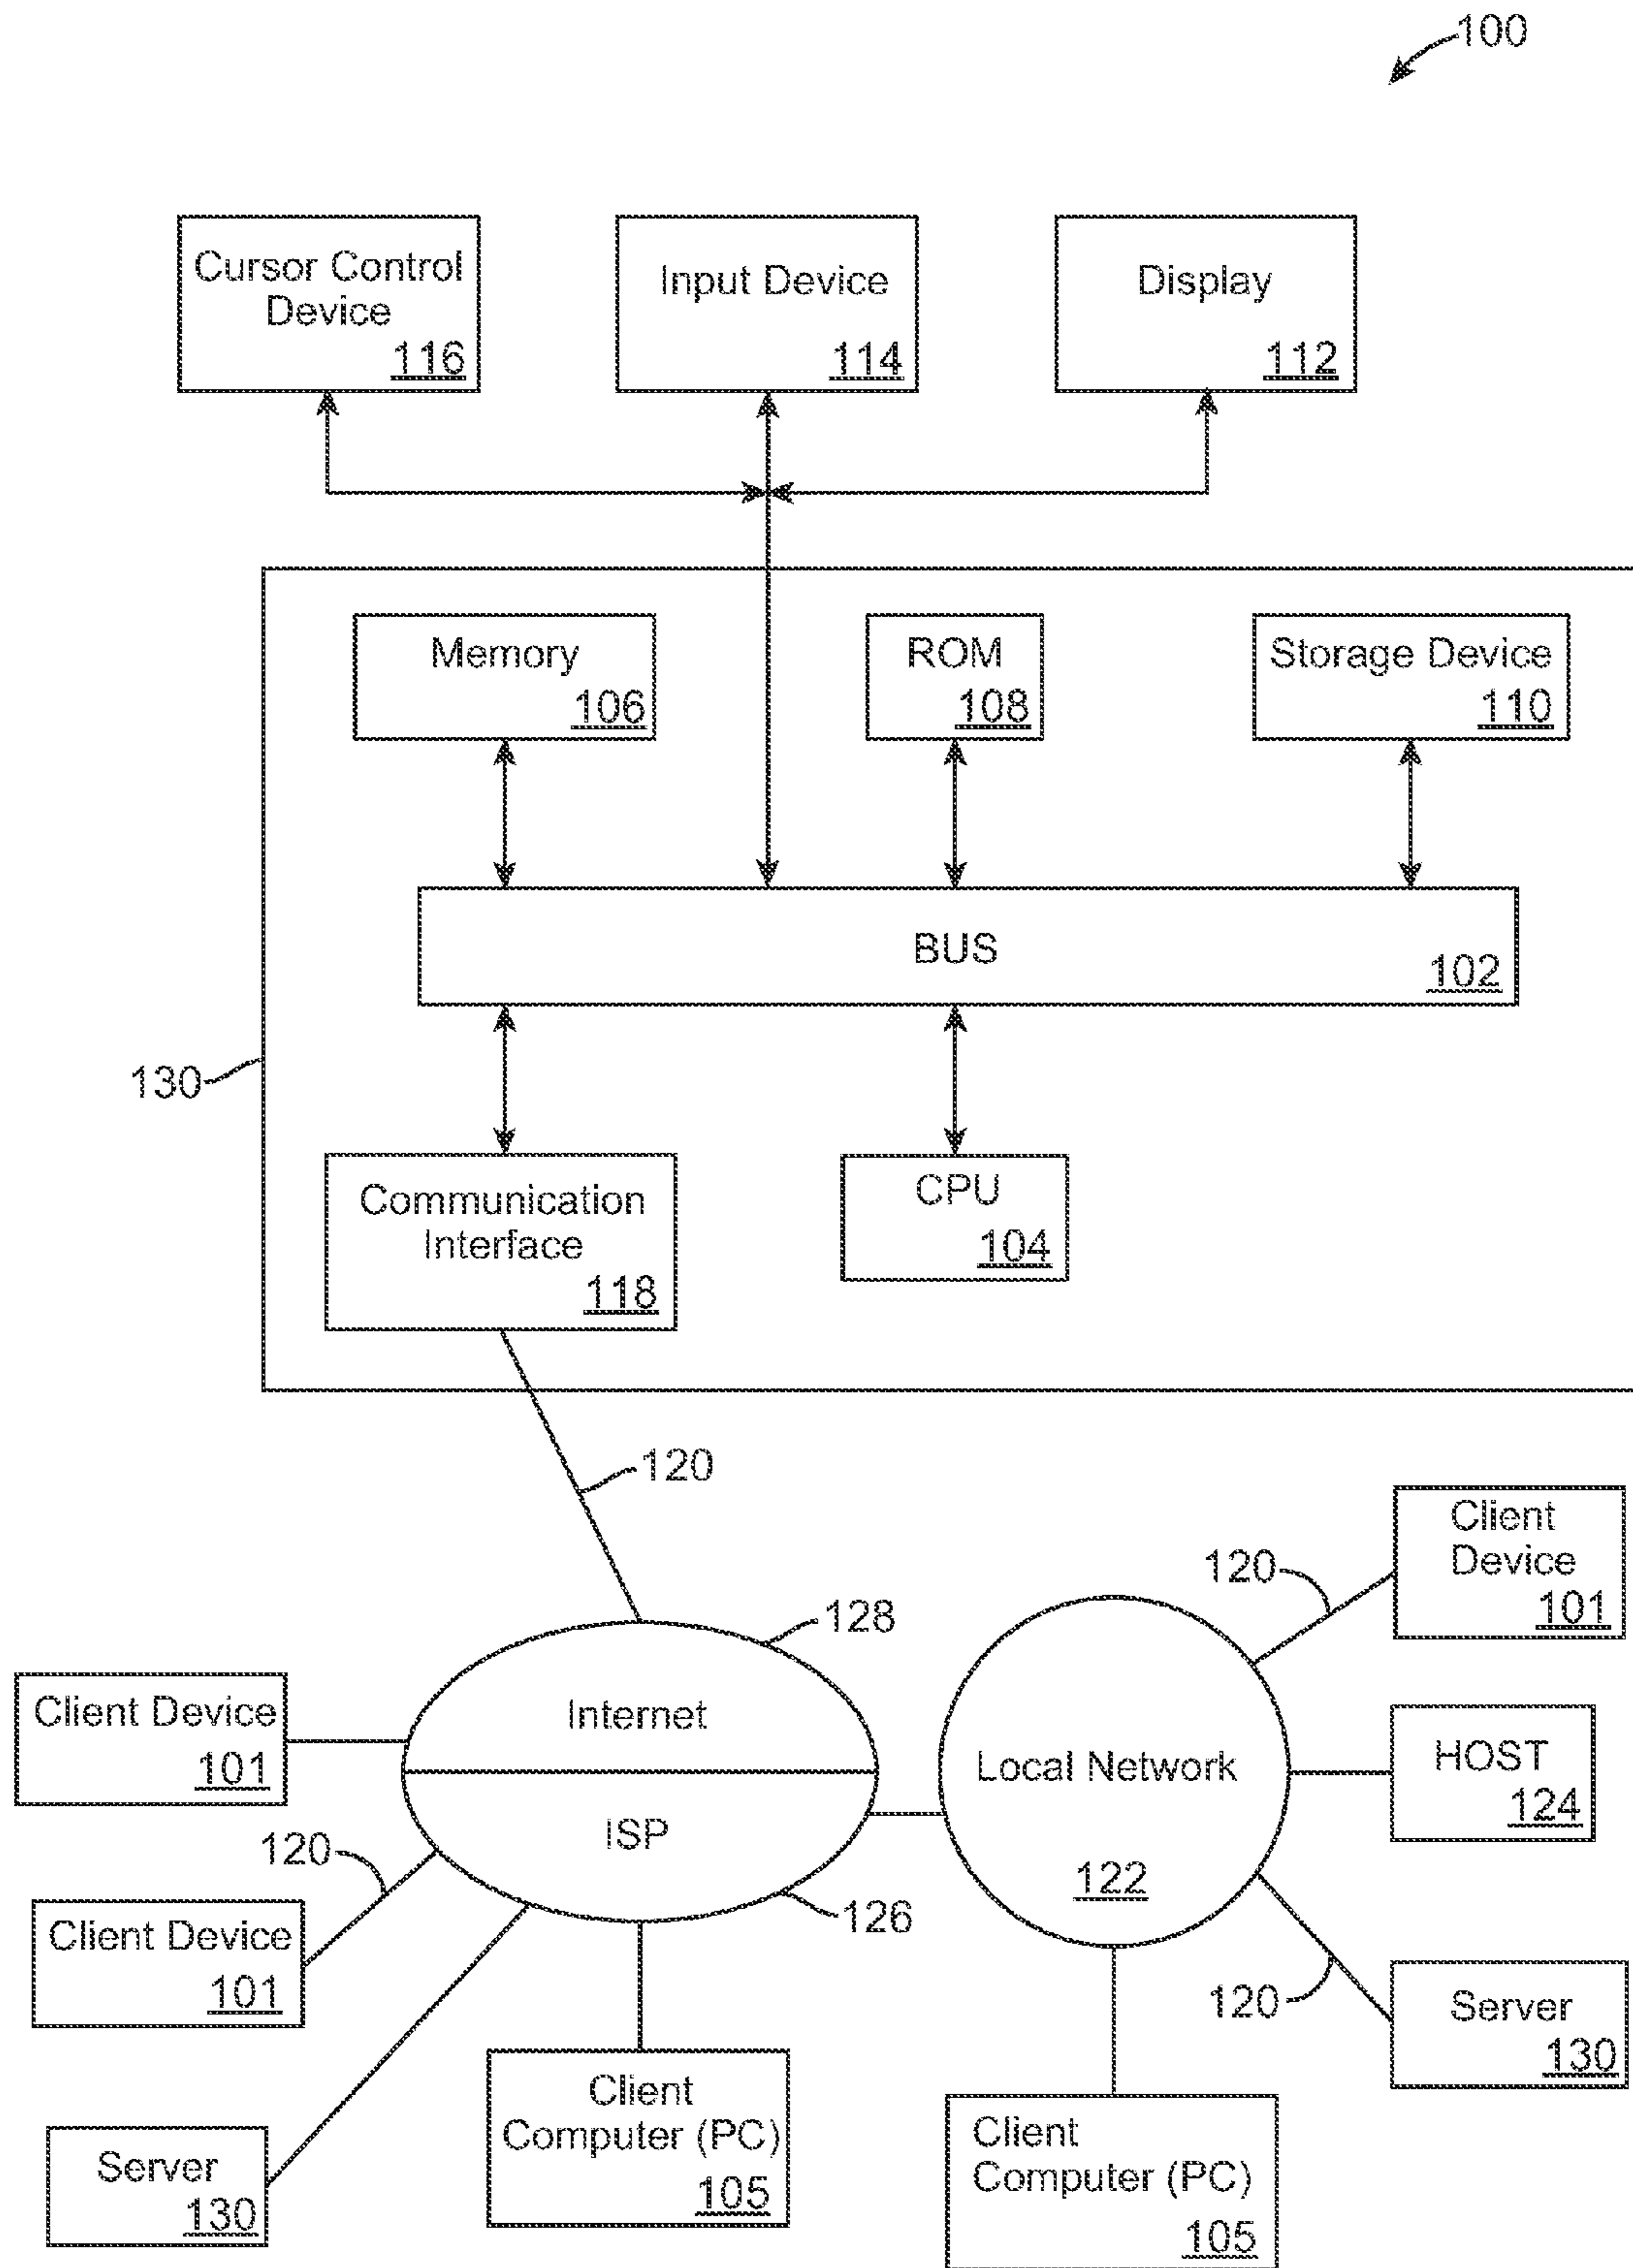 100
Cursor Control
Device
116
Input Device
114
Display
112
Memory
106
ROM
108
Storage Device
110
BUS
102
130
Communication
Interface
118
CPU
104
120
Client
Device
101
120
128
Internet
Client Device
101
Local Network
122
HOST
124
ISP
120
126
Client Device
101
120
Server
130
Client
Computer (PC)
105
Client
Computer (PC)
105
Server
130